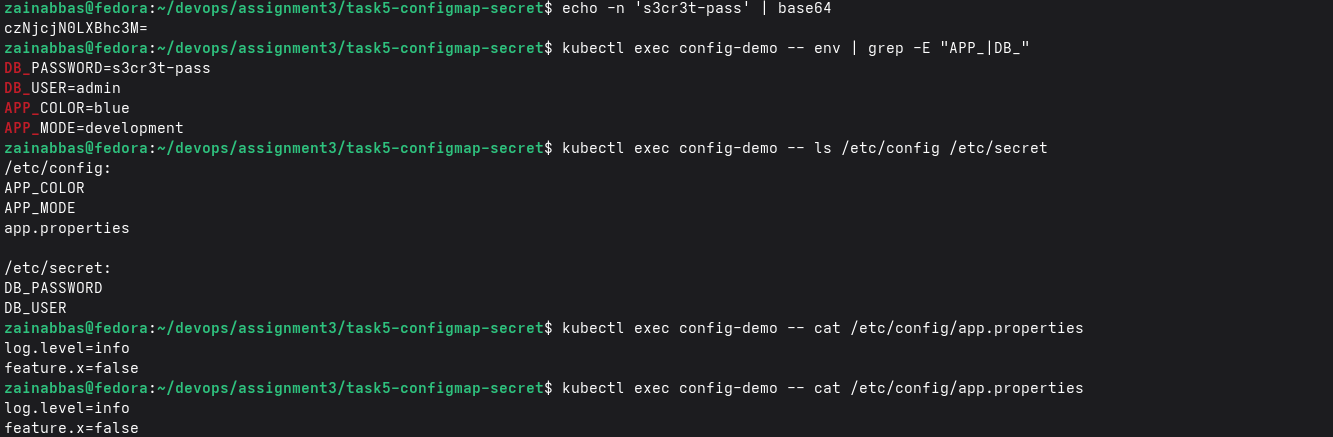 zainabbas@fedora:~/devops/assignment3/task5-configmap-secret$ echo -n 's3cr3t-pass' | base64
czNjcjN0LXBhc3M=
zainabbas@fedora:~/devops/assignment3/task5-configmap-secret$ kubectl exec config-demo -- env | grep -E "APP_|DB_"
DB_PASSWORD=s3cr3t-pass
DB_USER=admin
APP_COLOR=blue
APP_MODE=development
zainabbas@fedora:~/devops/assignment3/task5-configmap-secret$ kubectl exec config-demo -- ls /etc/config /etc/secret
/etc/config:
APP_COLOR
APP_MODE
app.properties

/etc/secret:
DB_PASSWORD
DB_USER
zainabbas@fedora:~/devops/assignment3/task5-configmap-secret$ kubectl exec config-demo -- cat /etc/config/app.properties
log.level=info
feature.x=false
zainabbas@fedora:~/devops/assignment3/task5-configmap-secret$ kubectl exec config-demo -- cat /etc/config/app.properties
log.level=info
feature.x=false